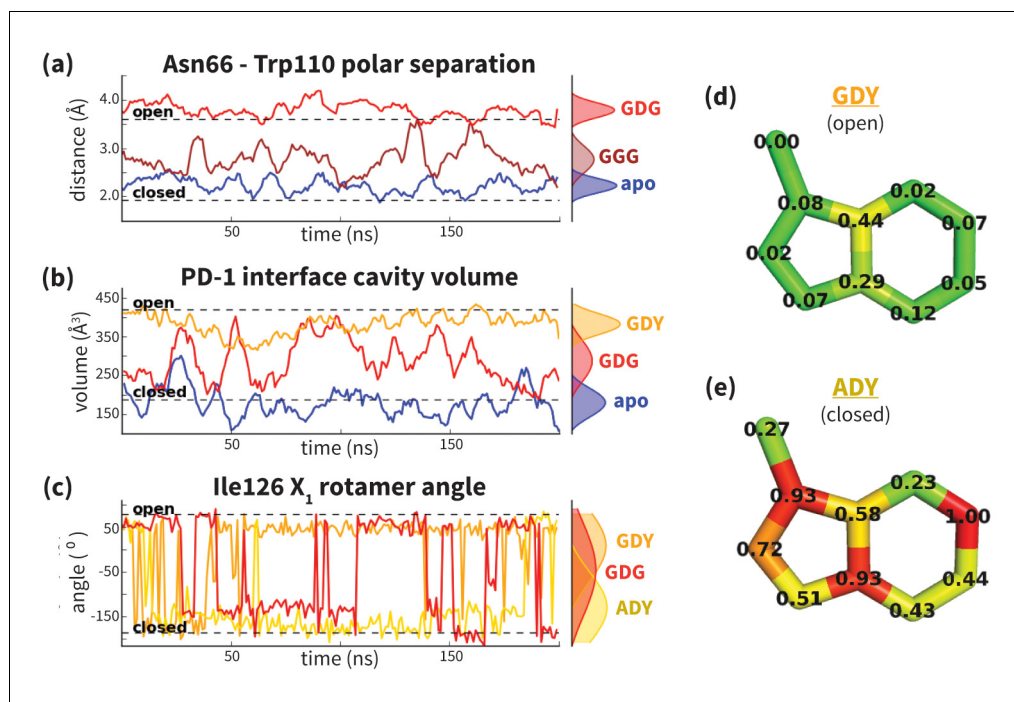 (a) Asn66 - Trp110 polar separation
distance (Å)
4.0
3.0
2.0
open
closed
GDG
GGG
apo
50
150
time (ns)
(b) PD-1 interface cavity volume
volume (Å³)
450
350
250
150
open
closed
GDY
GDG
apo
50
150
time (ns)
(c) Ile126 X₁ rotamer angle
angle ( °)
50
-50
-150
open
closed
GDY
GDG
ADY
50
150
time (ns)
(d) GDY
(open)
0.00
0.08
0.02
0.44
0.07
0.02
0.29
0.07
0.05
0.12
(e) ADY
(closed)
0.27
0.23
0.93
0.58
1.00
0.72
0.93
0.44
0.51
0.43